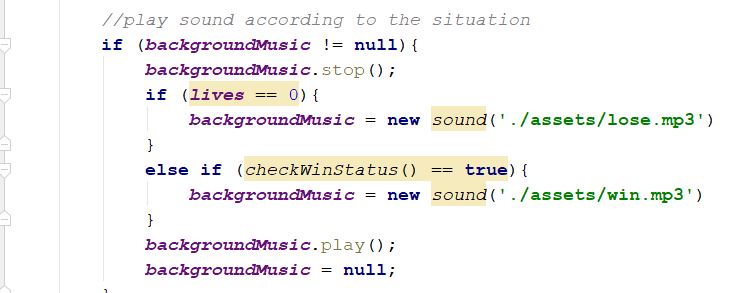 //play sound according to the situation
if (backgroundMusic != null){
backgroundMusic.stop();
if (lives == 0){
backgroundMusic = new sound('./assets/lose.mp3')
}
else if (checkWinStatus() == true){
backgroundMusic = new sound('./assets/win.mp3')
}
backgroundMusic.play();
backgroundMusic = null;